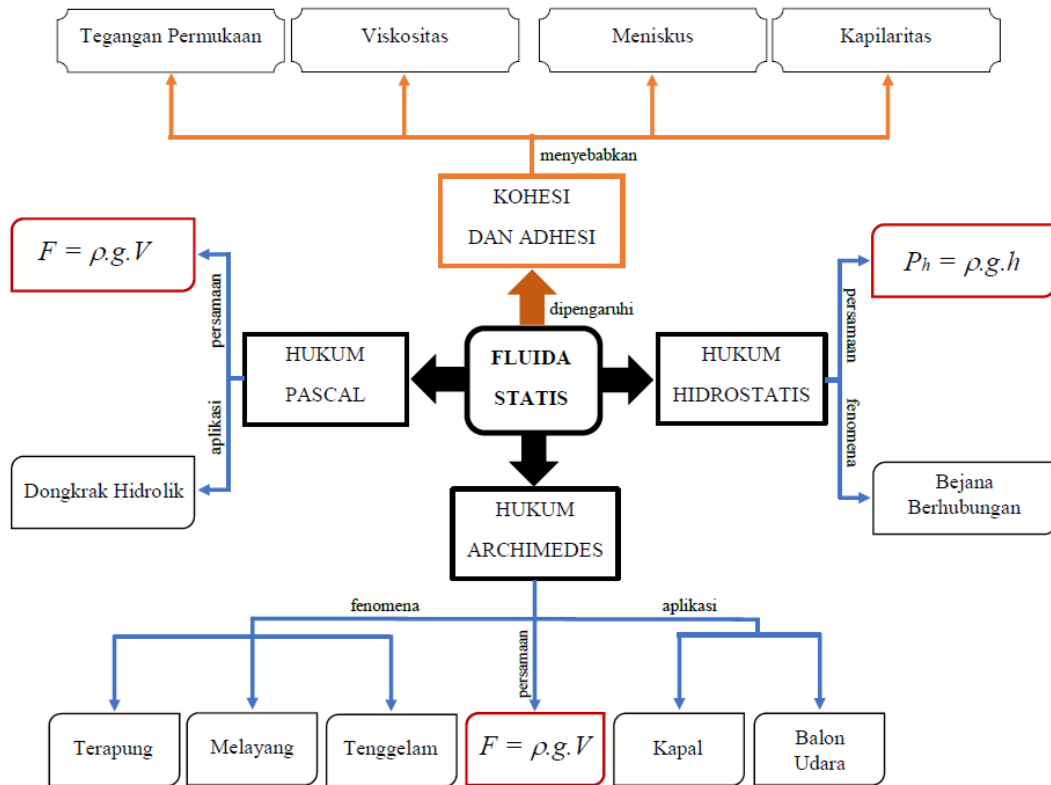 Tegangan Permukaan
Viskositas
Meniskus
Kapilaritas
menyebabkan
KOHESI
DAN ADHESI
F = ρ.g.V
Ph = ρ.g.h
persamaan
persamaan
dipengaruhi
HUKUM
PASCAL
FLUIDA
STATIS
HUKUM
HIDROSTATIS
aplikasi
fenomena
Dongkrak Hidrolik
Bejana
Berhubungan
HUKUM
ARCHIMEDES
fenomena
aplikasi
persamaan
Terapung
Melayang
Tenggelam
F = ρ.g.V
Kapal
Balon
Udara